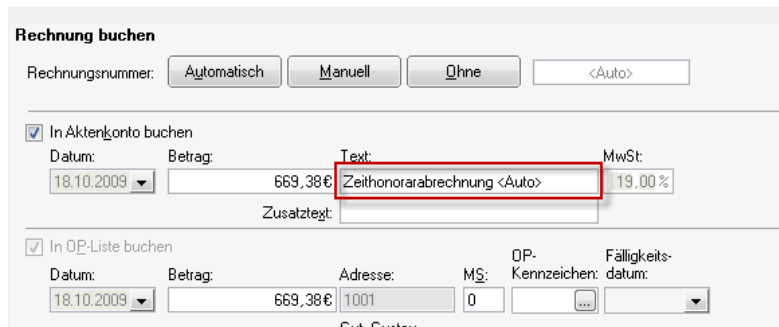 Rechnung buchen
Rechnungsnummer: Automatisch Manuell Ohne <Auto>
In Aktenkonto buchen
Datum: Betrag: Text: MwSt:
18.10.2009 669,38€ Zeithonorarabrechnung <Auto> 19,00%
Zusatztext:
In OP-Liste buchen
Datum: Betrag: Adresse: MS: OP-Kennzeichen: Fälligkeits-datum:
18.10.2009 669,38€ 1001 0 ...